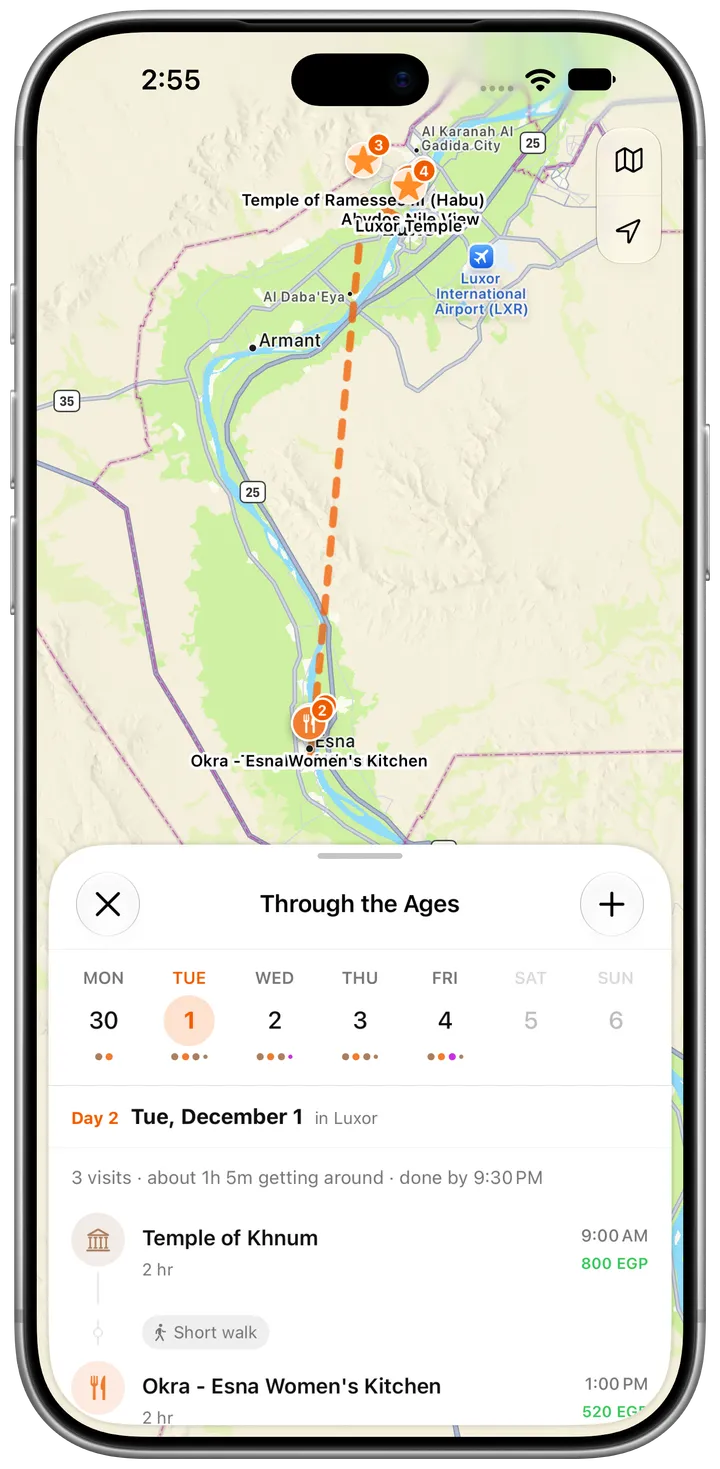 2:55
Al Karanah Al
Gadida City
25
3
4
Temple of Ramesses III (Habu)
Abydos Nile View
Luxor Temple
Luxor
International
Airport (LXR)
Al Daba'Eya
Armant
35
25
2
Esna
Okra - Esna Women's Kitchen
Through the Ages
MON TUE WED THU FRI SAT SUN
30 1 2 3 4 5 6
Day 2 Tue, December 1 in Luxor
3 visits · about 1h 5m getting around · done by 9:30 PM
Temple of Khnum 9:00 AM
2 hr 800 EGP
Short walk
Okra - Esna Women's Kitchen 1:00 PM
2 hr 520 EGP